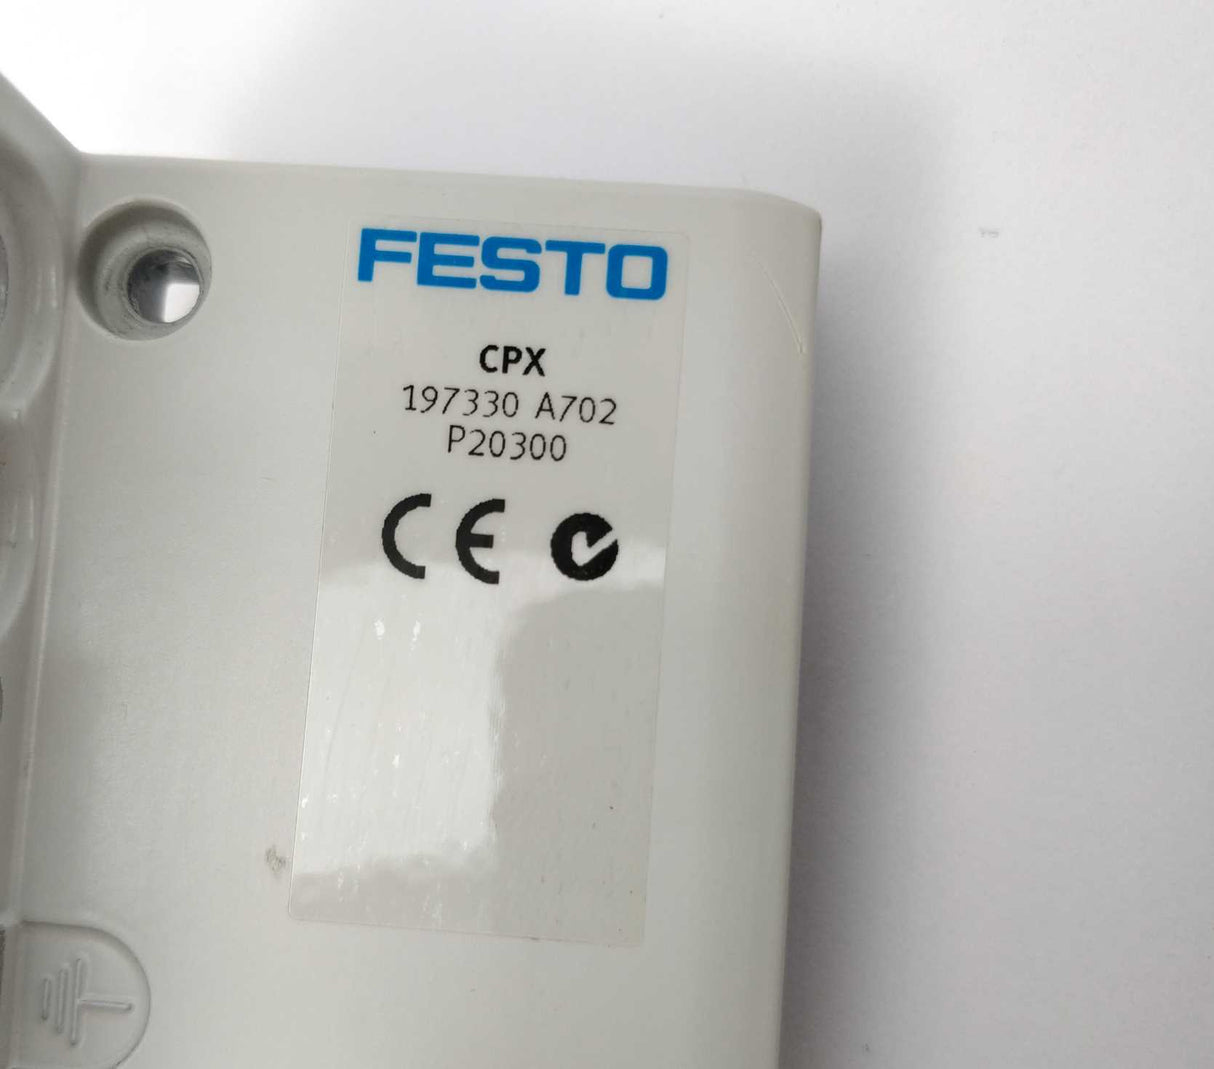 FESTO
CPX
197330 A702
P20300
CE